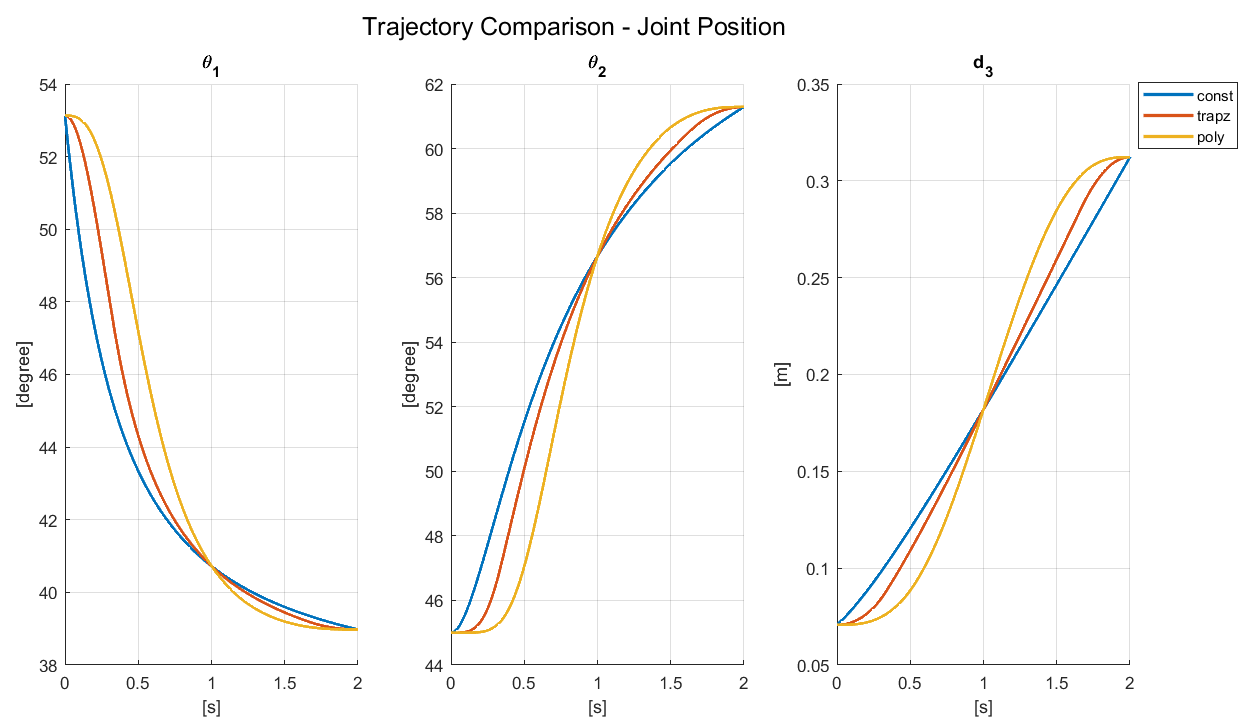 Trajectory Comparison - Joint Position
θ1
54
52
50
48
46
44
42
40
38
[degree]
0 0.5 1 1.5 2
[s]
θ2
62
60
58
56
54
52
50
48
46
44
[degree]
0 0.5 1 1.5 2
[s]
d3
0.35
0.3
0.25
0.2
0.15
0.1
0.05
[m]
0 0.5 1 1.5 2
[s]
const
trapz
poly